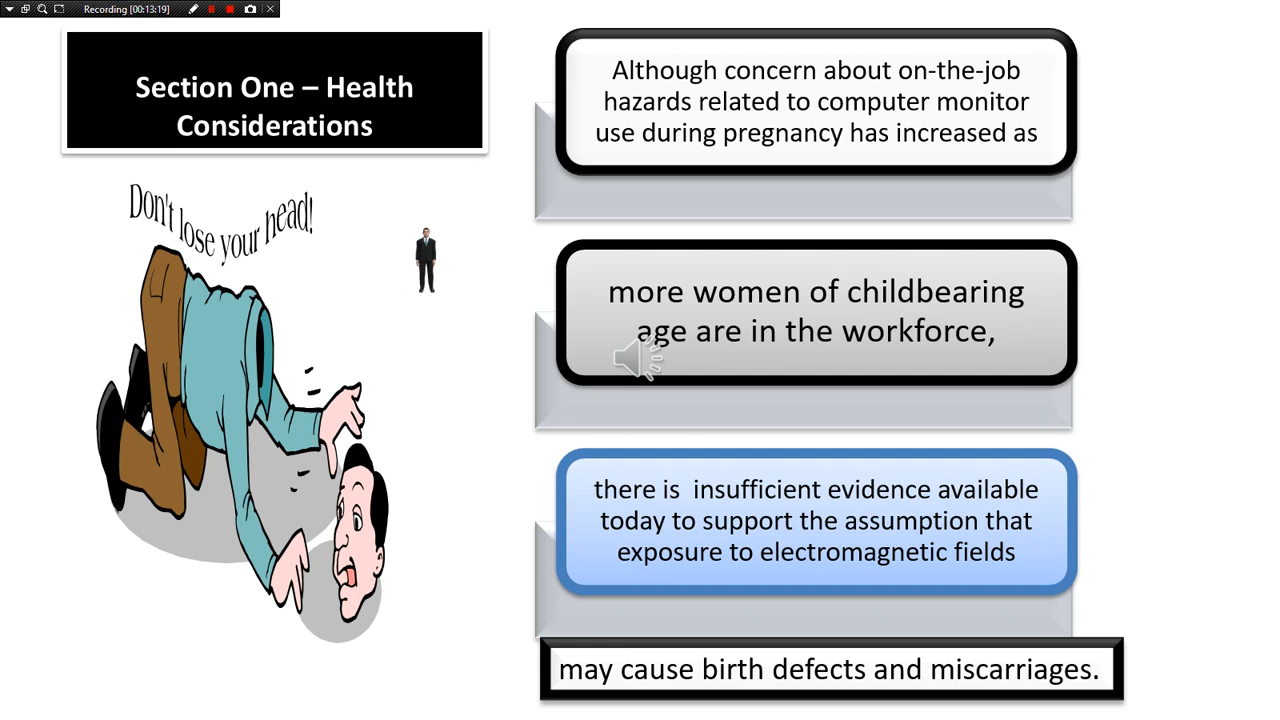 Recording [00:13:19]
Section One – Health
Considerations
Don't lose your head!
Although concern about on-the-job
hazards related to computer monitor
use during pregnancy has increased as
more women of childbearing
age are in the workforce,
there is  insufficient evidence available
today to support the assumption that
exposure to electromagnetic fields
may cause birth defects and miscarriages.